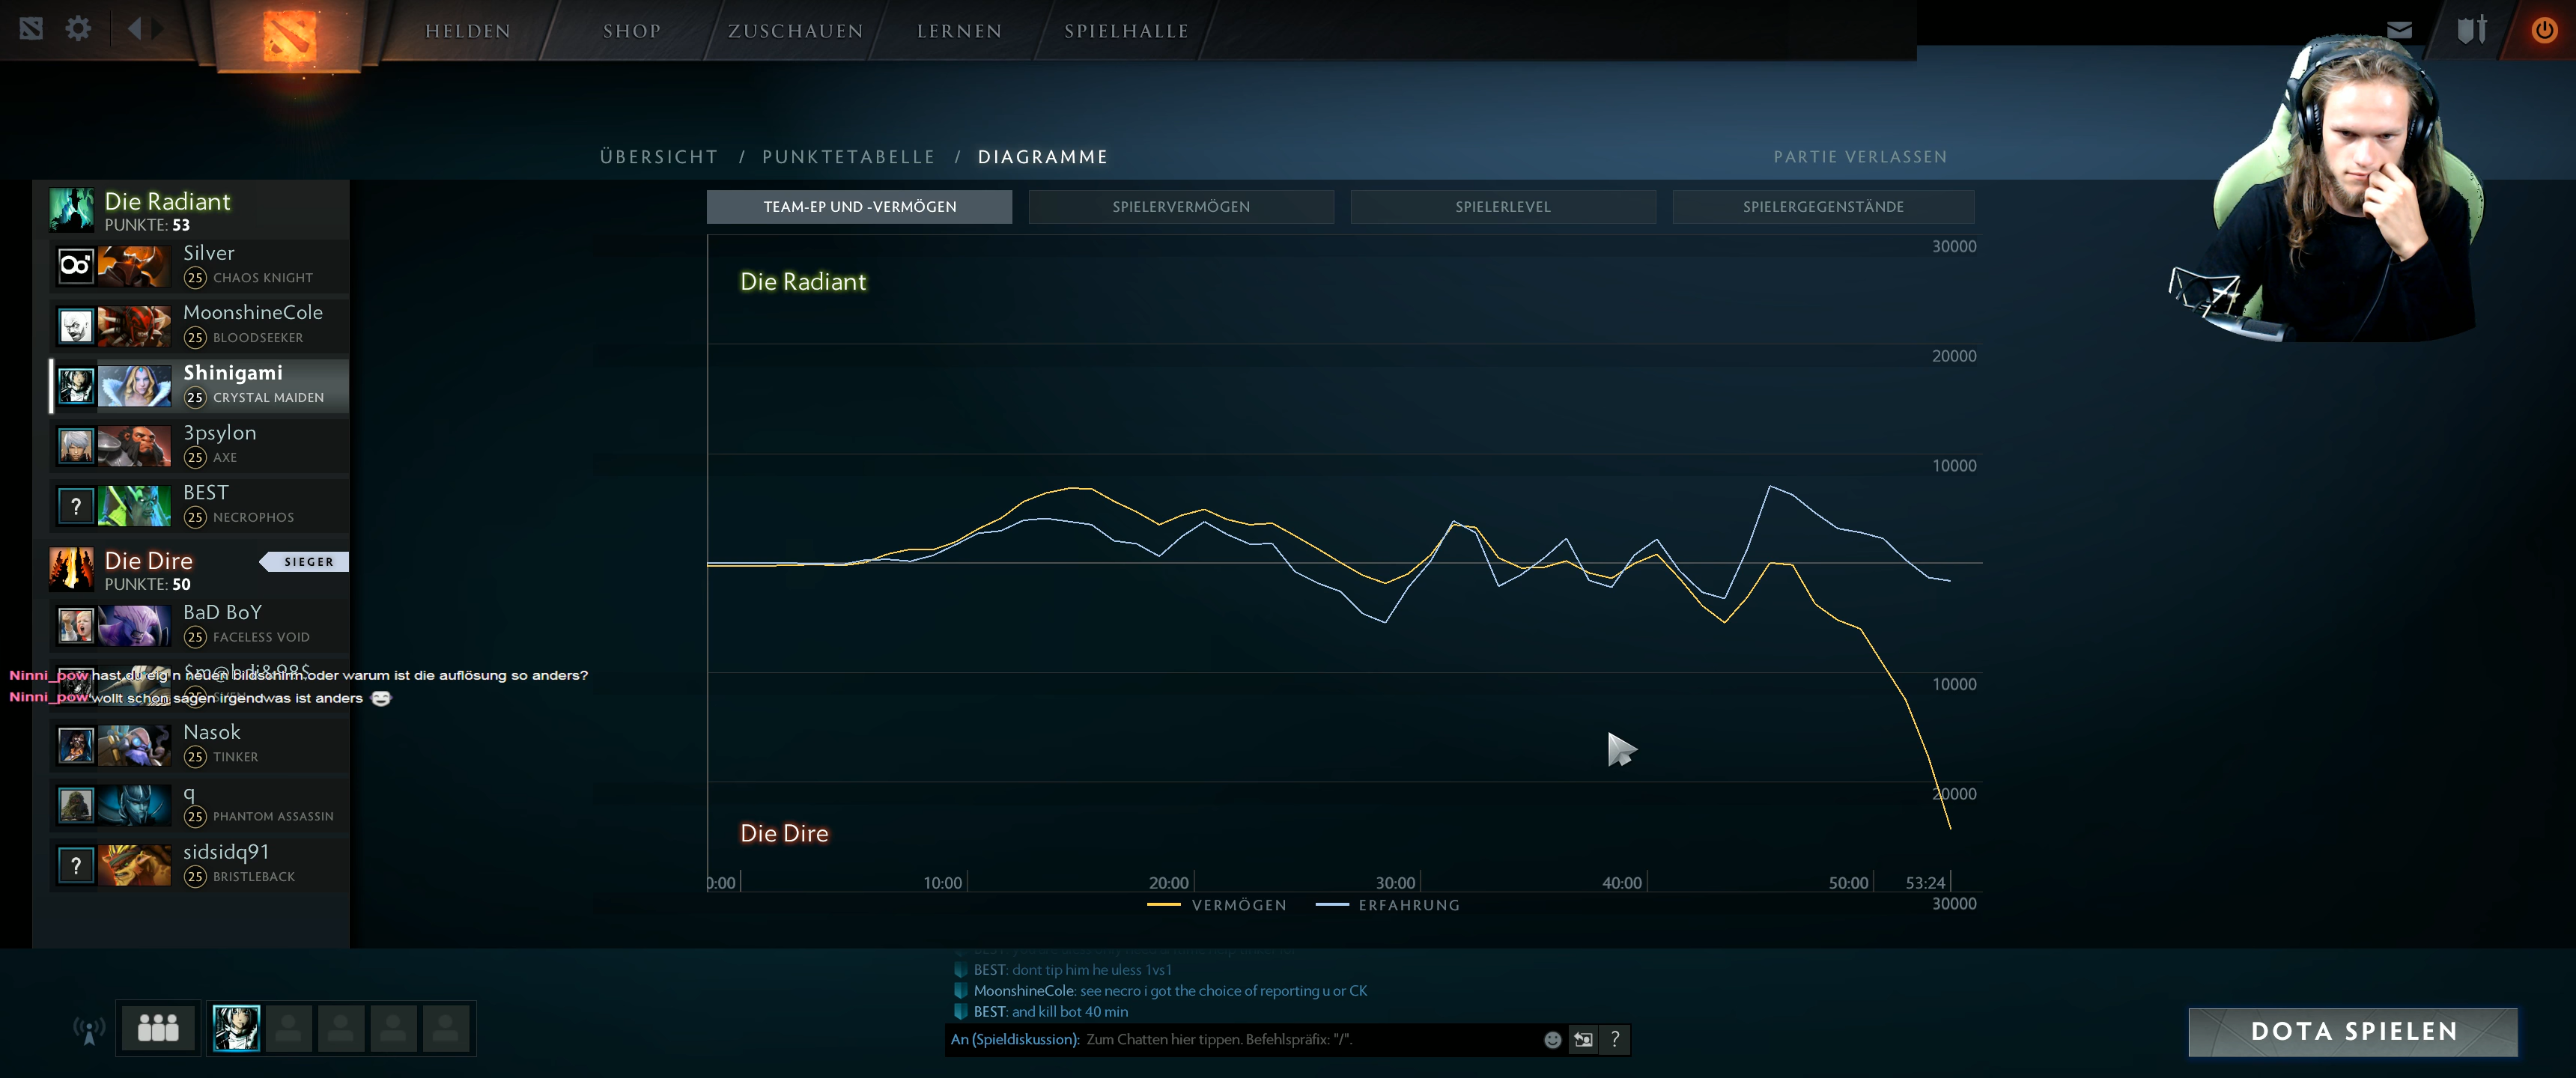 HELDEN
SHOP
ZUSCHAUEN
LERNEN
SPIELHALLE
ÜBERSICHT / PUNKTETABELLE / DIAGRAMME
PARTIE VERLASSEN
TEAM-EP UND -VERMÖGEN
SPIELERVERMÖGEN
SPIELERLEVEL
SPIELERGEGENSTÄNDE
Die Radiant
PUNKTE: 53
Silver
25 CHAOS KNIGHT
MoonshineCole
25 BLOODSEEKER
Shinigami
25 CRYSTAL MAIDEN
3psylon
25 AXE
? BEST
25 NECROPHOS
Die Dire
SIEGER
PUNKTE: 50
BaD BoY
25 FACELESS VOID
Ninni_pow hast du eig n neuen bildschirm oder warum ist die auflösung so anders?
Ninni_pow wollt schon sagen irgendwas ist anders
Nasok
25 TINKER
q
25 PHANTOM ASSASSIN
? sidsidq91
25 BRISTLEBACK
Die Radiant
30000
20000
10000
10000
20000
30000
Die Dire
0:00 10:00 20:00 30:00 40:00 50:00 53:24
VERMÖGEN ERFAHRUNG
BEST: dont tip him he uless 1vs1
MoonshineCole: see necro i got the choice of reporting u or CK
BEST: and kill bot 40 min
An (Spieldiskussion): Zum Chatten hier tippen. Befehlspräfix: "/".
?
DOTA SPIELEN